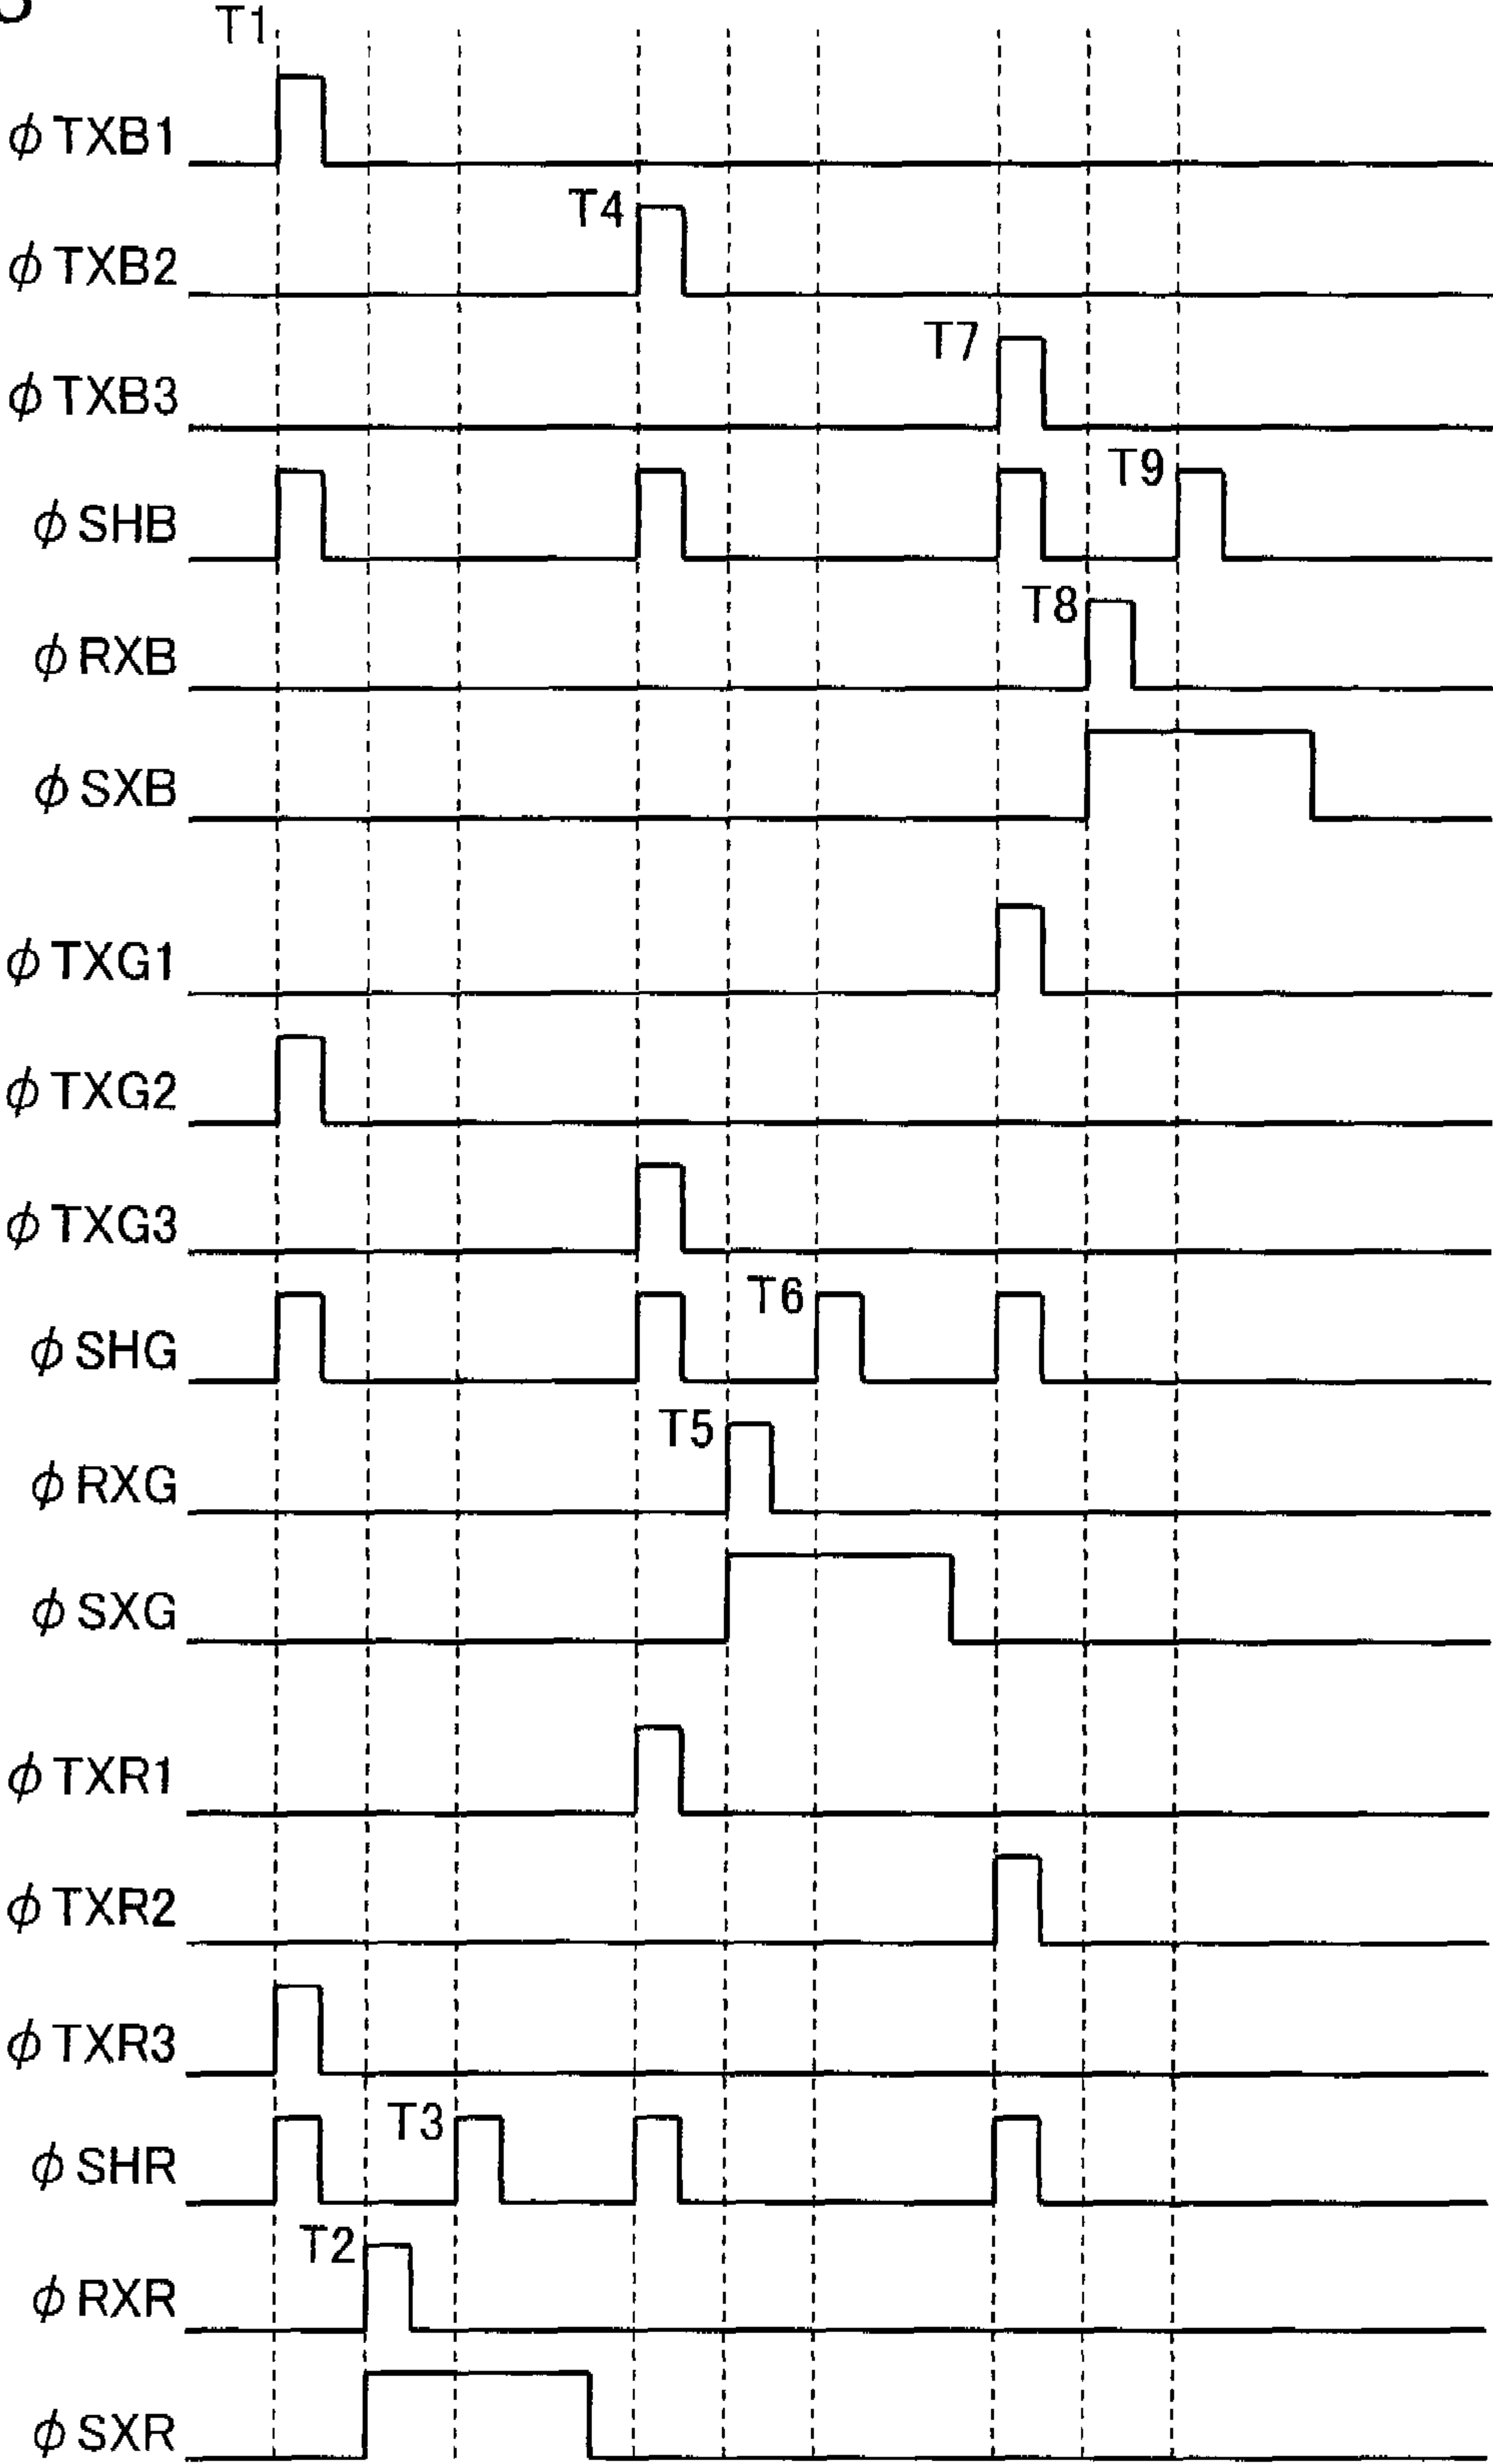 T1
φTXB1
T4
φTXB2
T7
φTXB3
T9
φSHB
T8
φRXB
φSXB
φTXG1
φTXG2
φTXG3
T6
φSHG
T5
φRXG
φSXG
φTXR1
φTXR2
φTXR3
T3
φSHR
T2
φRXR
φSXR